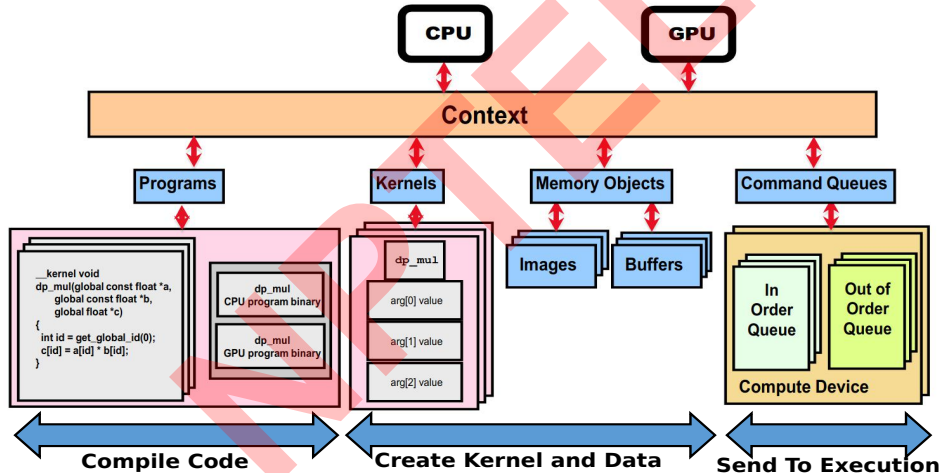 CPU
GPU
Context
Programs
Kernels
Memory Objects
Command Queues
__kernel void
dp_mul(global const float *a,
global const float *b,
global float *c)
{
int id = get_global_id(0);
c[id] = a[id] * b[id];
}
dp_mul
CPU program binary
dp_mul
GPU program binary
dp_mul
arg[0] value
arg[1] value
arg[2] value
Images
Buffers
In
Order
Queue
Out of
Order
Queue
Compute Device
Compile Code
Create Kernel and Data
Send To Execution
NPTEL